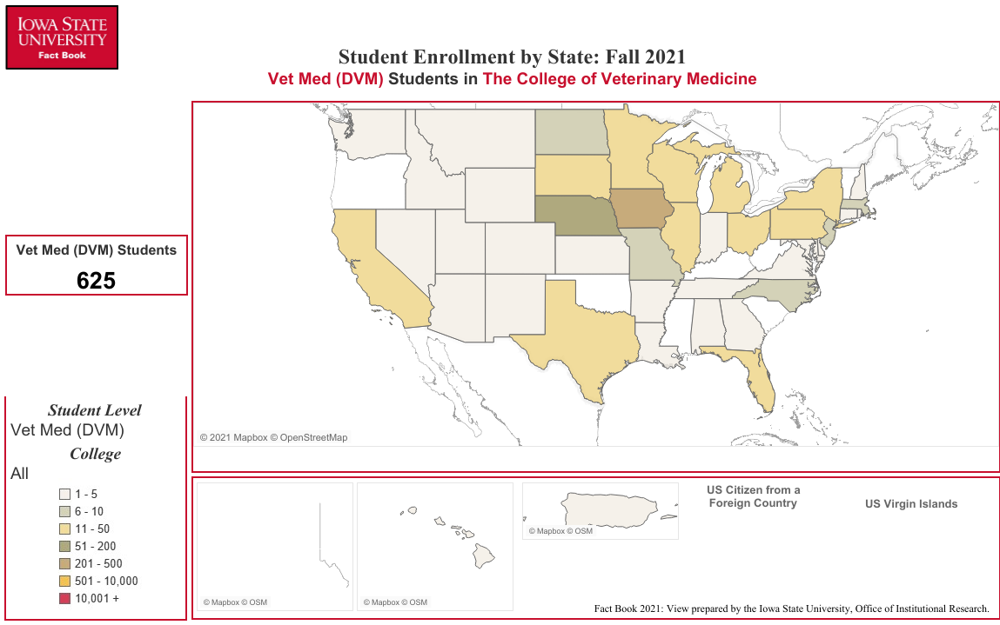 IOWA STATE
UNIVERSITY
Fact Book
Student Enrollment by State: Fall 2021
Vet Med (DVM) Students in The College of Veterinary Medicine
Vet Med (DVM) Students
625
© 2021 Mapbox © OpenStreetMap
Student Level
Vet Med (DVM)
College
All
1 - 5
6 - 10
11 - 50
51 - 200
201 - 500
501 - 10,000
10,001 +
© Mapbox © OSM
© Mapbox © OSM
© Mapbox © OSM
US Citizen from a
Foreign Country
US Virgin Islands
Fact Book 2021: View prepared by the Iowa State University, Office of Institutional Research.